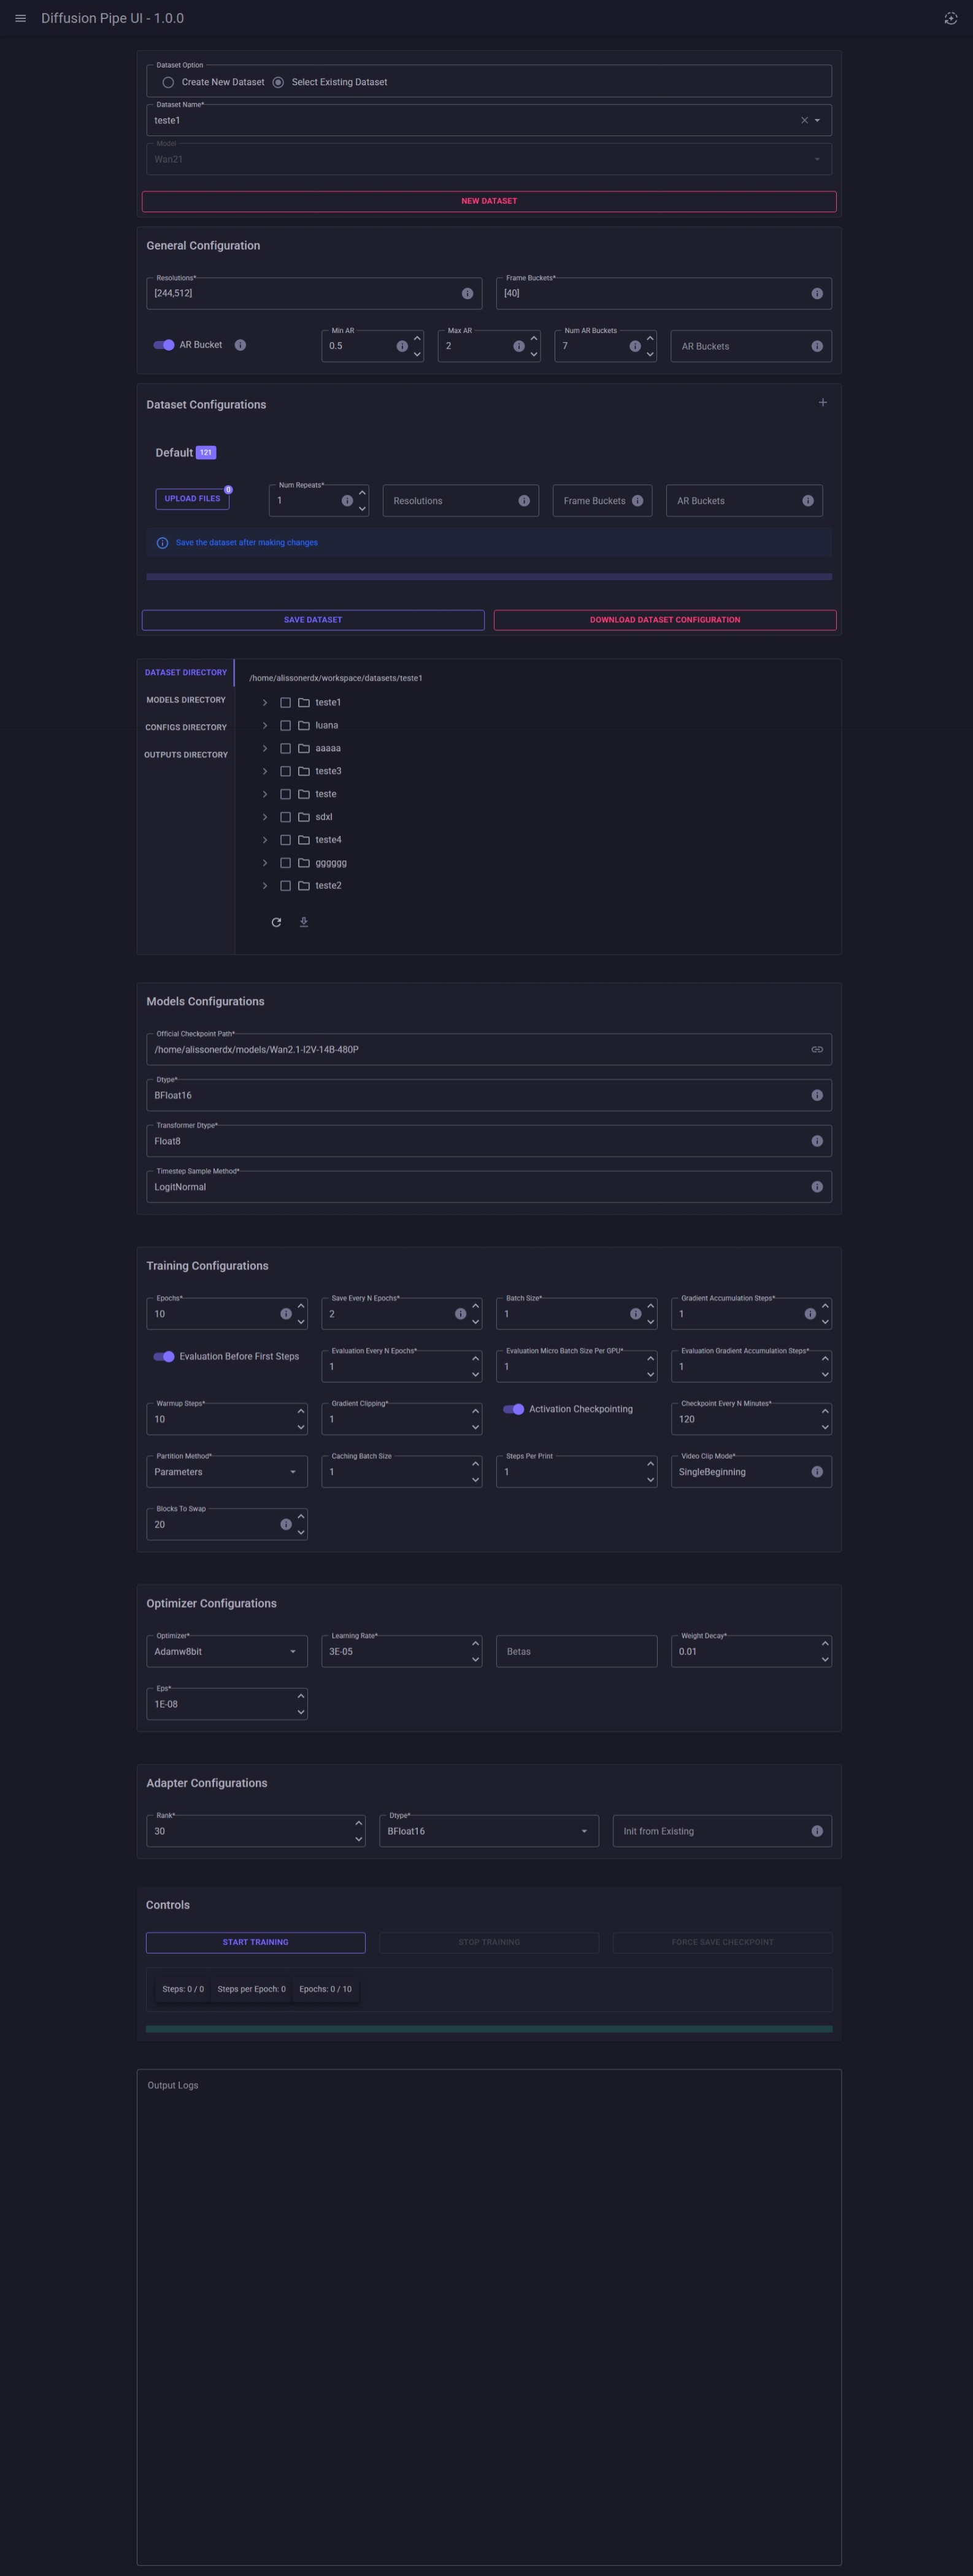 Diffusion Pipe UI - 1.0.0
Dataset Option
Create New Dataset Select Existing Dataset
Dataset Name*
teste1
Model
Wan21
NEW DATASET
General Configuration
Resolutions* Frame Buckets*
[244,512] [40]
Min AR Max AR Num AR Buckets
AR Bucket 0.5 2 7 AR Buckets
Dataset Configurations
Default 121
0
Num Repeats*
UPLOAD FILES 1 Resolutions Frame Buckets AR Buckets
Save the dataset after making changes
SAVE DATASET DOWNLOAD DATASET CONFIGURATION
DATASET DIRECTORY
MODELS DIRECTORY
CONFIGS DIRECTORY
OUTPUTS DIRECTORY
/home/alissonerdx/workspace/datasets/teste1
teste1
luana
aaaaa
teste3
teste
sdxl
teste4
gggggg
teste2
Models Configurations
Official Checkpoint Path*
/home/alissonerdx/models/Wan2.1-I2V-14B-480P
Dtype*
BFloat16
Transformer Dtype*
Float8
Timestep Sample Method*
LogitNormal
Training Configurations
Epochs* Save Every N Epochs* Batch Size* Gradient Accumulation Steps*
10 2 1 1
Evaluation Every N Epochs* Evaluation Micro Batch Size Per GPU* Evaluation Gradient Accumulation Steps*
Evaluation Before First Steps 1 1 1
Warmup Steps* Gradient Clipping* Checkpoint Every N Minutes*
10 1 Activation Checkpointing 120
Partition Method* Caching Batch Size Steps Per Print Video Clip Mode*
Parameters 1 1 SingleBeginning
Blocks To Swap
20
Optimizer Configurations
Optimizer* Learning Rate* Weight Decay*
Adamw8bit 3E-05 Betas 0.01
Eps*
1E-08
Adapter Configurations
Rank* Dtype*
30 BFloat16 Init from Existing
Controls
START TRAINING STOP TRAINING FORCE SAVE CHECKPOINT
Steps: 0 / 0 Steps per Epoch: 0 Epochs: 0 / 10
Output Logs